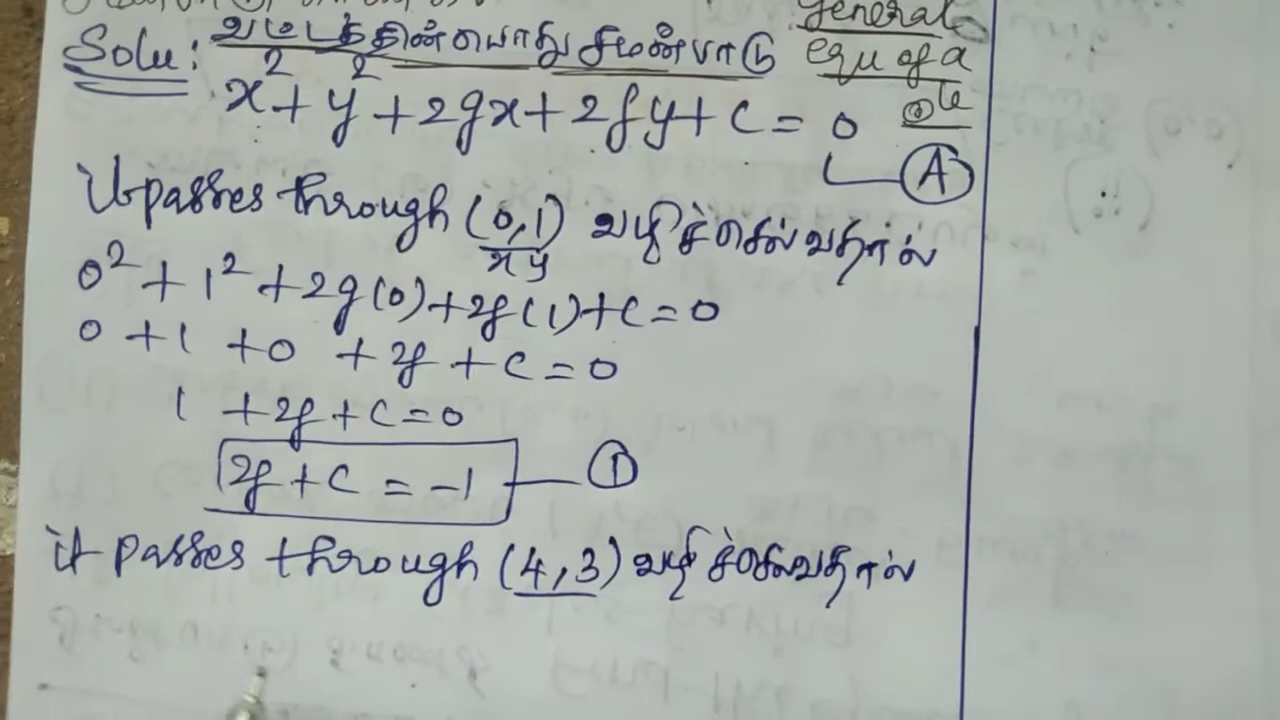 Solu: வட்டத்தின் பொது சமன்பாடு General
equ of a
x² + y² + 2gx + 2fy + c = 0 Ⓐ
it passes through (0,1) வழிச்செல்வதால்
x y
0² + 1² + 2g(0) + 2f(1) + c = 0
0 + 1 + 0 + 2f + c = 0
1 + 2f + c = 0
2f + c = -1 — ①
it passes through (4,3) வழிச்செல்வதால்